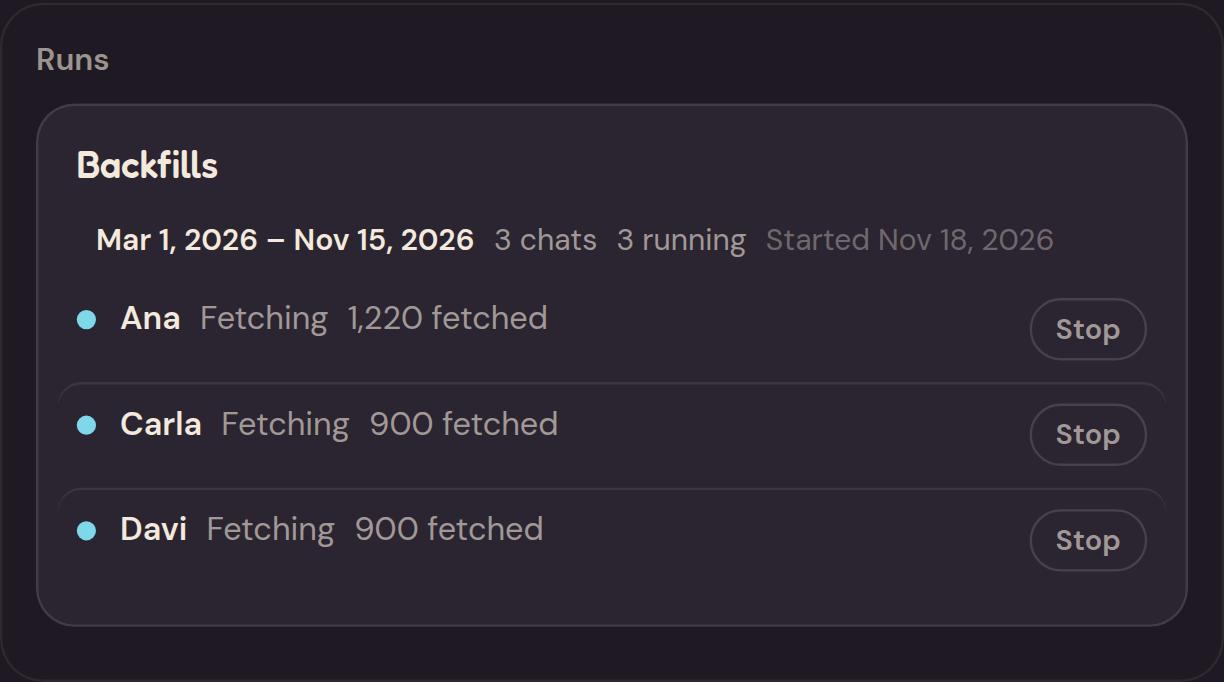 Runs
Backfills
Mar 1, 2026 – Nov 15, 2026 3 chats 3 running Started Nov 18, 2026
Ana Fetching 1,220 fetched Stop
Carla Fetching 900 fetched Stop
Davi Fetching 900 fetched Stop